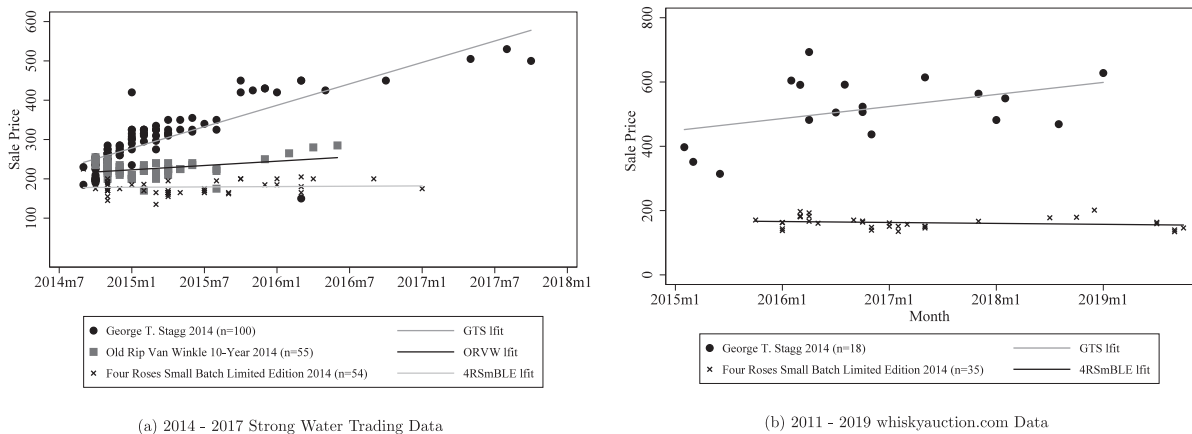 600
500
400
300
200
100
Sale Price
2014m7
2015m1
2015m7
2016m1
2016m7
2017m1
2017m7
2018m1
George T. Stagg 2014 (n=100)
GTS lfit
Old Rip Van Winkle 10-Year 2014 (n=55)
ORVW lfit
Four Roses Small Batch Limited Edition 2014 (n=54)
4RSmBLE lfit
(a) 2014 - 2017 Strong Water Trading Data
800
600
400
200
0
Sale Price
2015m1
2016m1
2017m1
2018m1
2019m1
Month
George T. Stagg 2014 (n=18)
GTS lfit
Four Roses Small Batch Limited Edition 2014 (n=35)
4RSmBLE lfit
(b) 2011 - 2019 whiskyauction.com Data